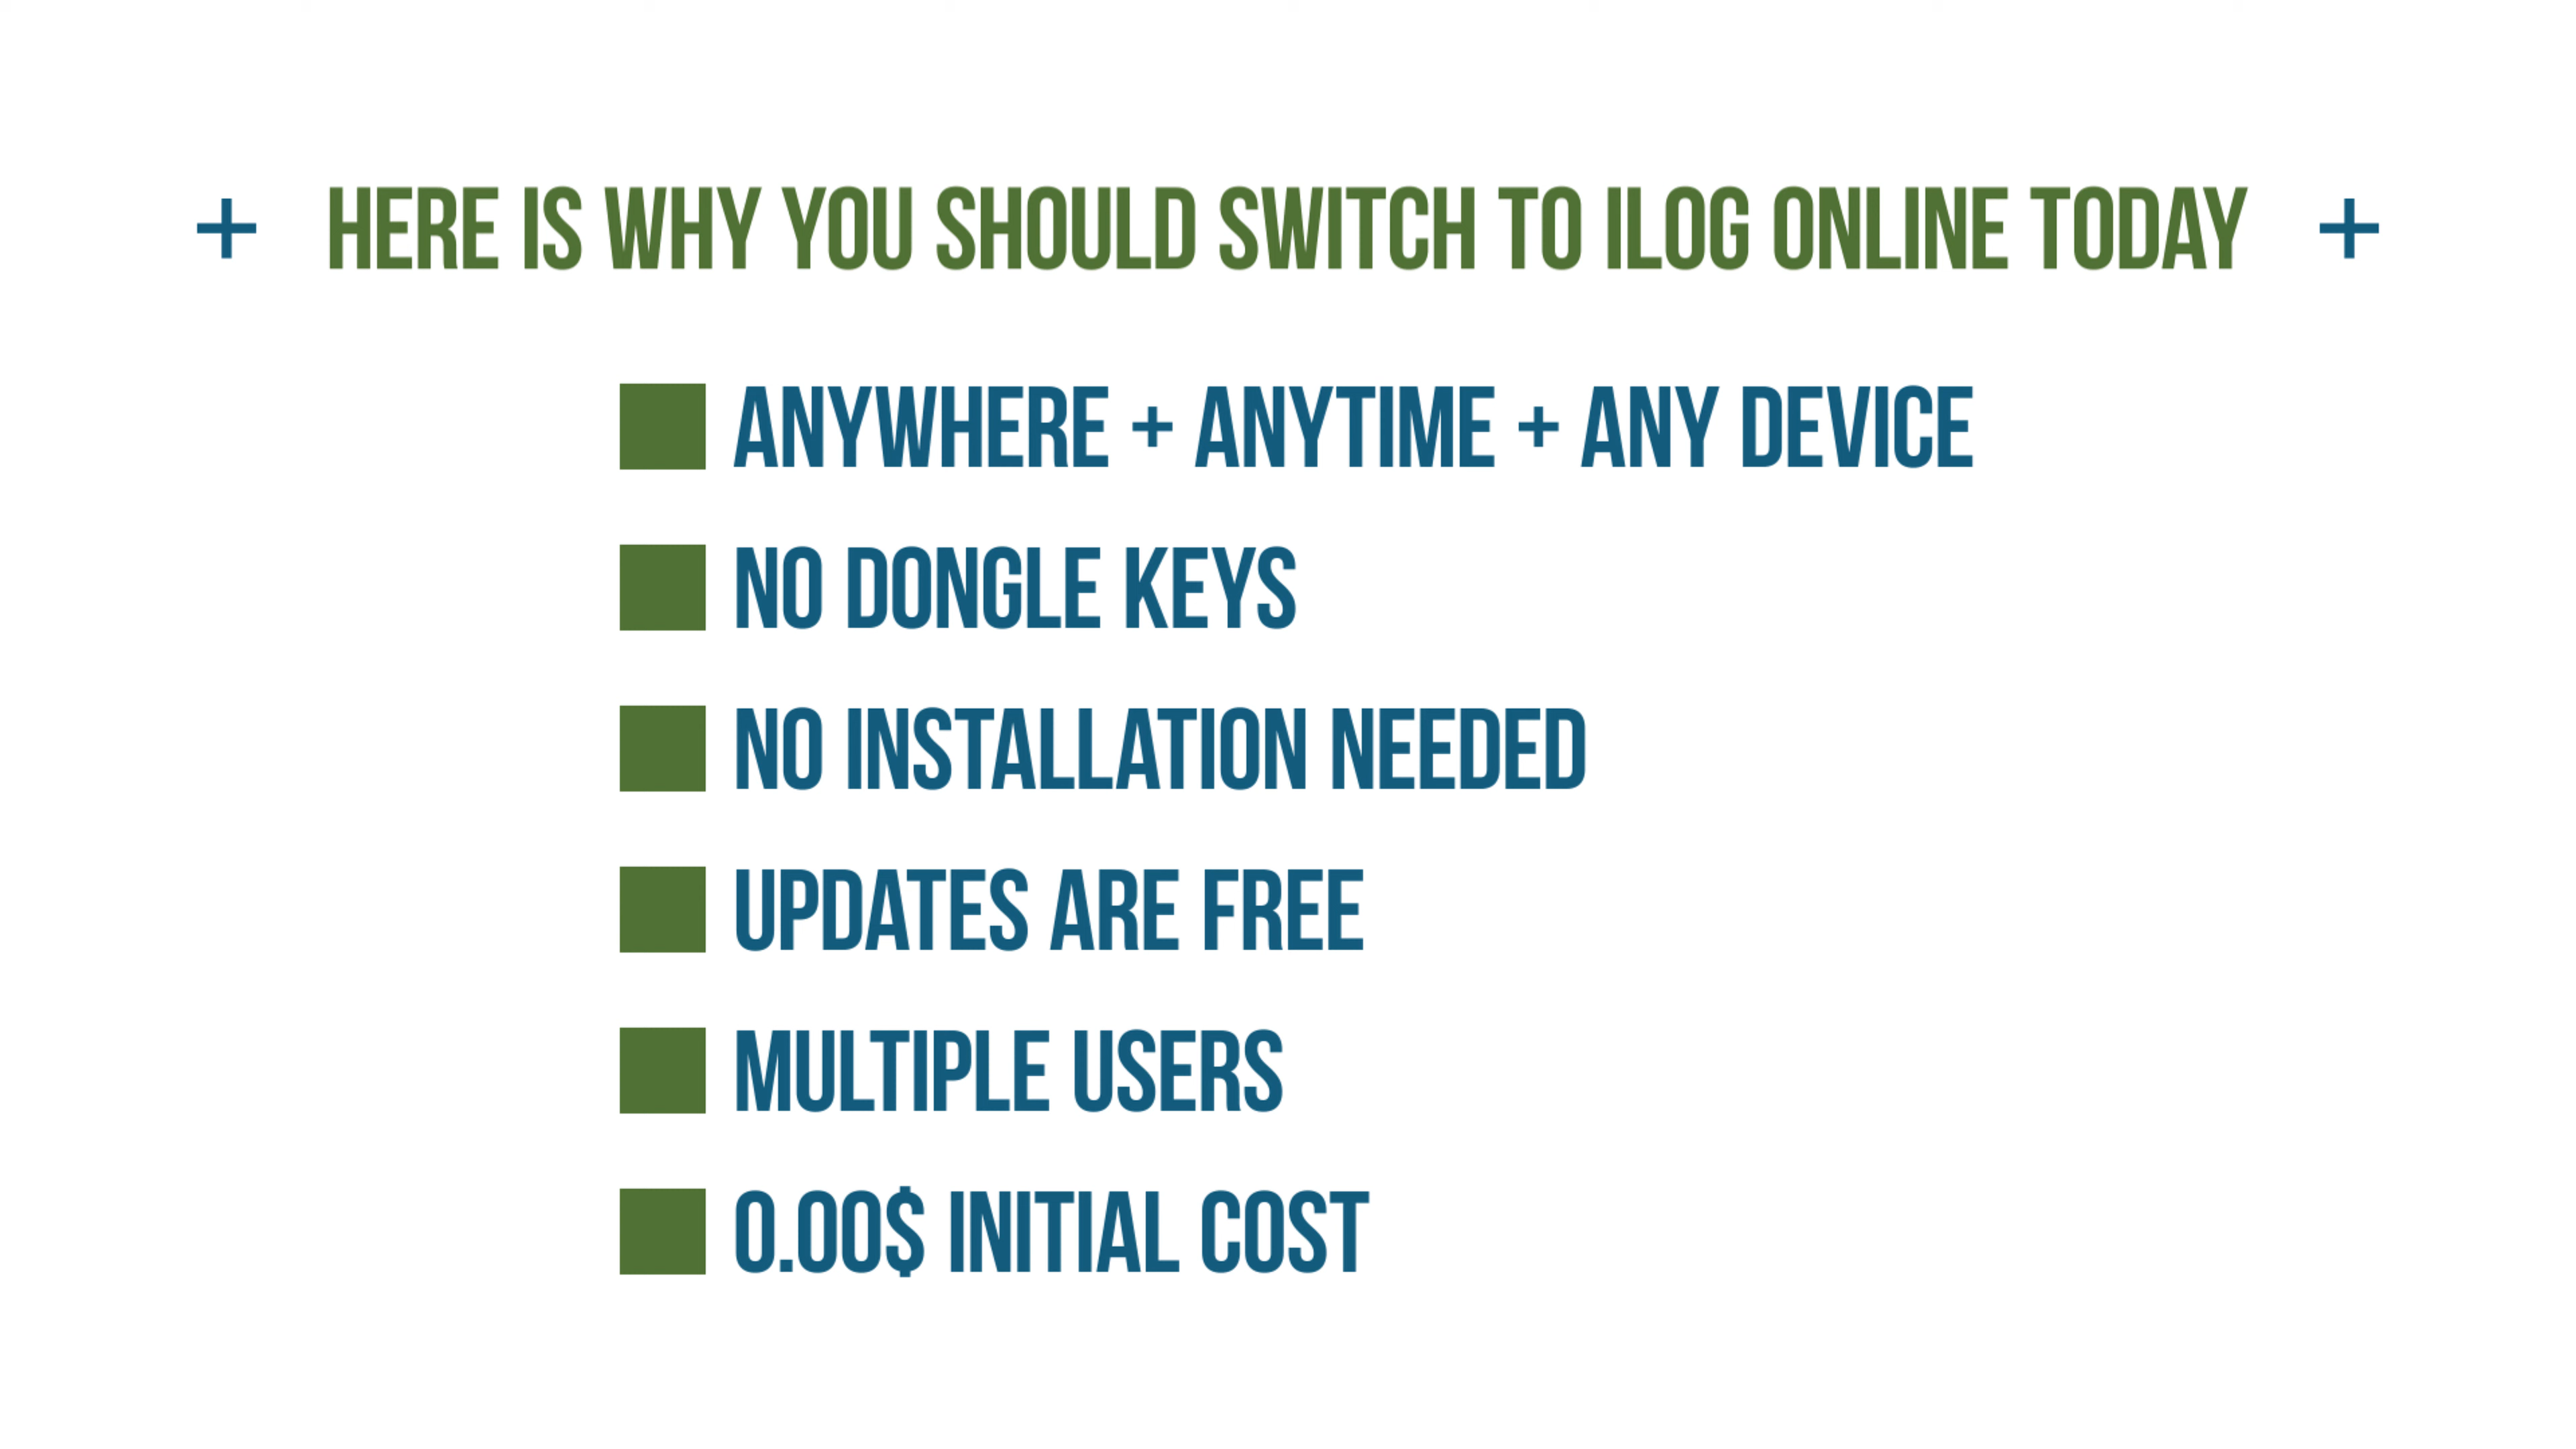 + HERE IS WHY YOU SHOULD SWITCH TO ILOG ONLINE TODAY +
ANYWHERE + ANYTIME + ANY DEVICE
NO DONGLE KEYS
NO INSTALLATION NEEDED
UPDATES ARE FREE
MULTIPLE USERS
0.00$ INITIAL COST